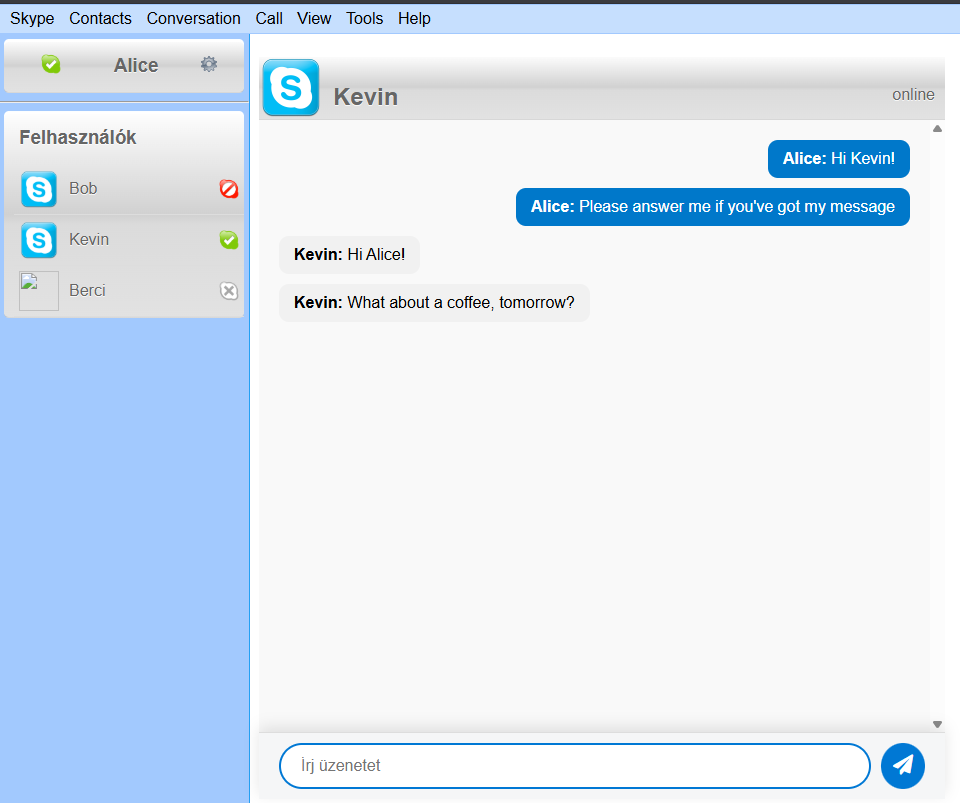 Skype Contacts Conversation Call View Tools Help
Alice
Felhasználók
Bob
Kevin
Berci
Kevin
online
Alice: Hi Kevin!
Alice: Please answer me if you've got my message
Kevin: Hi Alice!
Kevin: What about a coffee, tomorrow?
Írj üzenetet